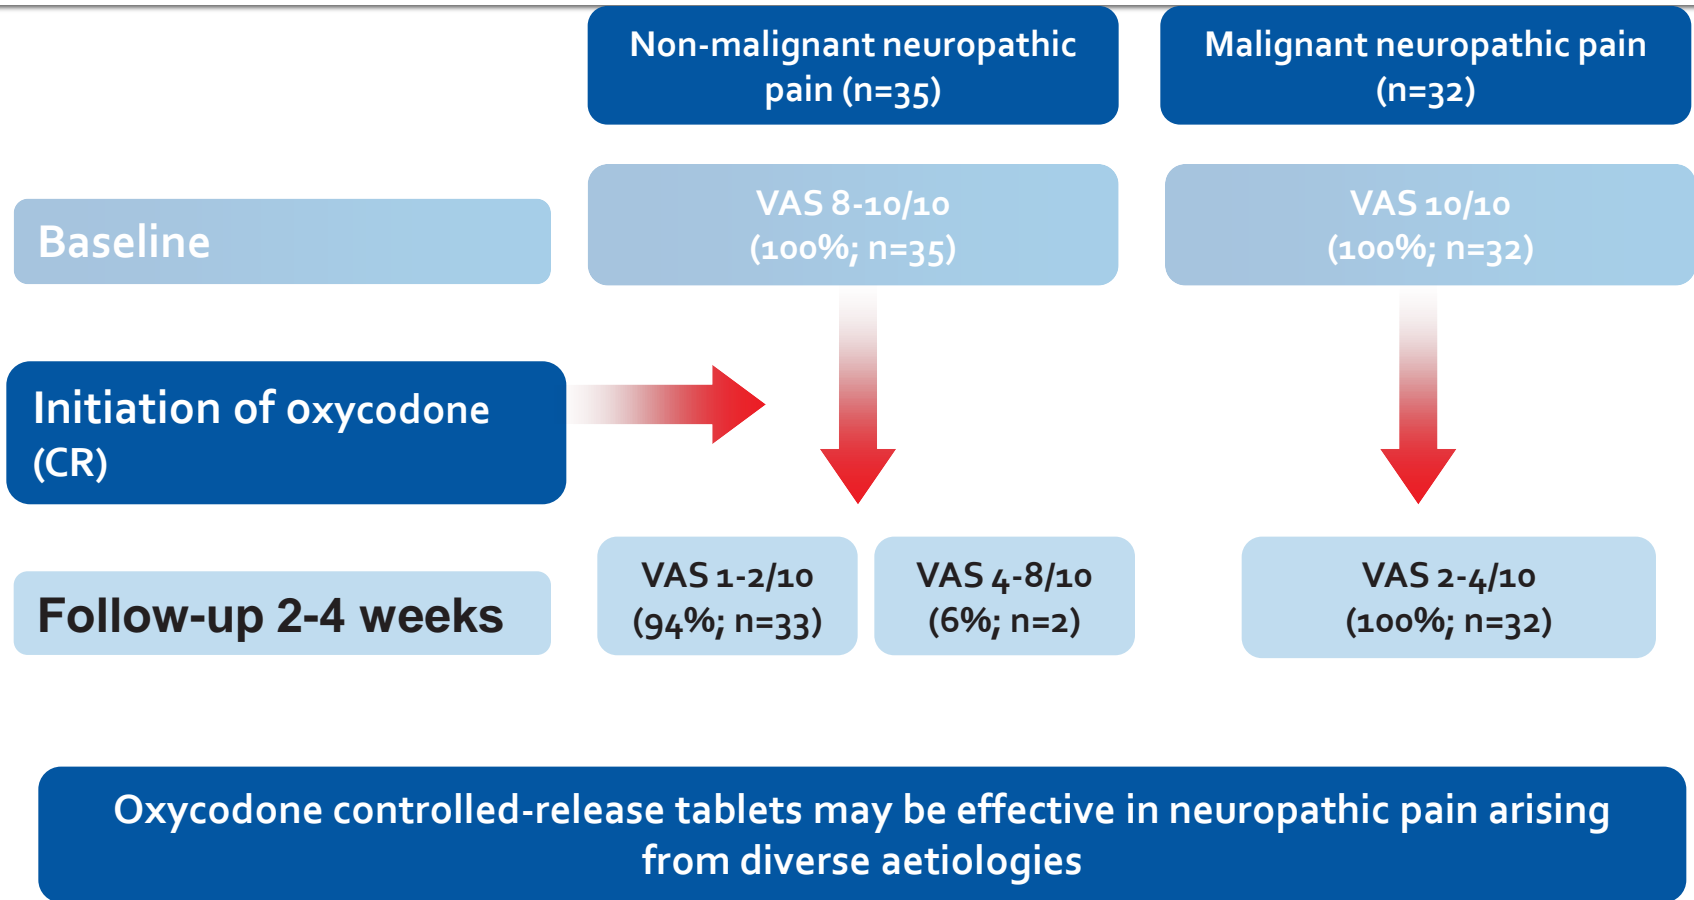 Non-malignant neuropathic
pain (n=35)
Malignant neuropathic pain
(n=32)
Baseline
VAS 8-10/10
(100%; n=35)
VAS 10/10
(100%; n=32)
Initiation of oxycodone
(CR)
Follow-up 2-4 weeks
VAS 1-2/10
(94%; n=33)
VAS 4-8/10
(6%; n=2)
VAS 2-4/10
(100%; n=32)
Oxycodone controlled-release tablets may be effective in neuropathic pain arising
from diverse aetiologies